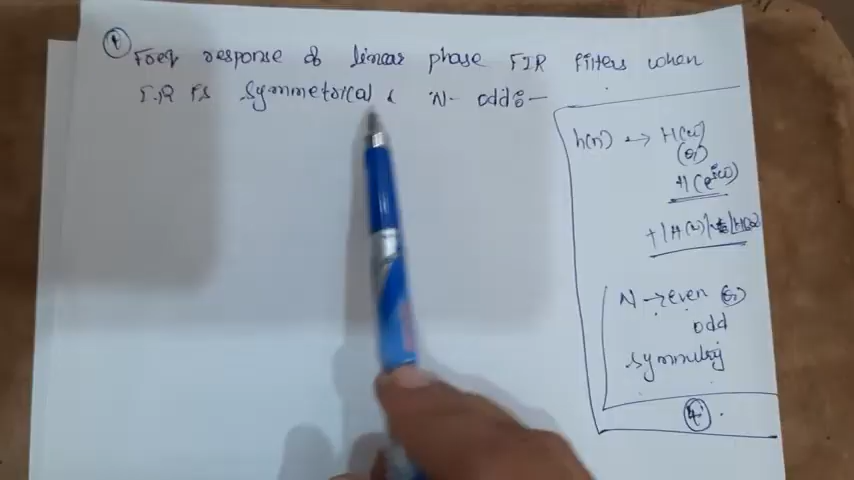 ① Freq response of linear phase FIR filters when
I.R is symmetrical & N- odd:-
h(n) ↔ H(ω)
(or)
H(e^jω)
N → even (or)
odd
symmetry
④